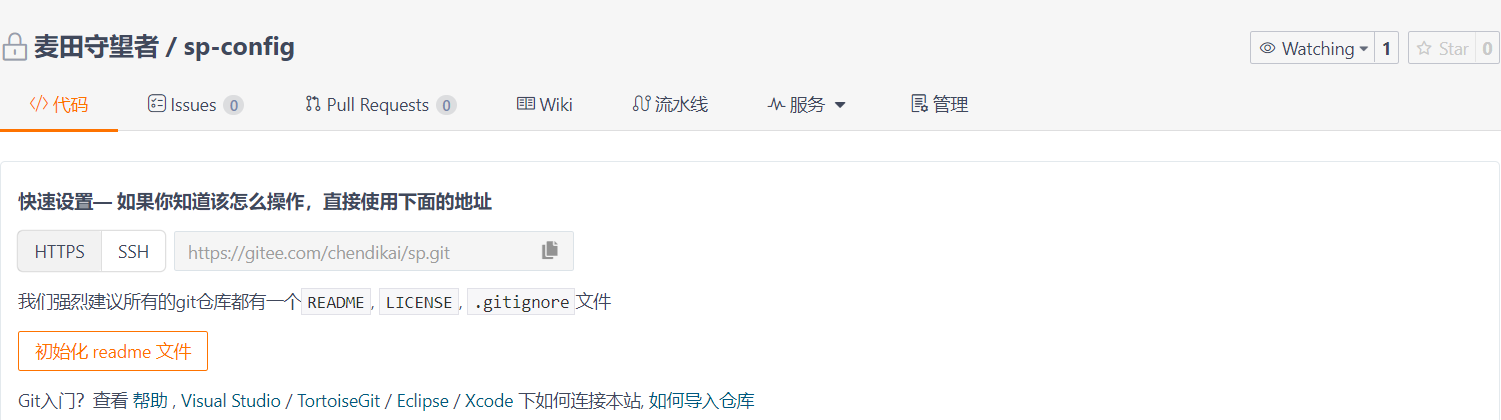 麦田守望者 / sp-config
Watching 1 Star 0
代码 Issues 0 Pull Requests 0 Wiki 流水线 服务 管理
快速设置— 如果你知道该怎么操作，直接使用下面的地址
HTTPS SSH https://gitee.com/chendikai/sp.git
我们强烈建议所有的git仓库都有一个 README, LICENSE, .gitignore 文件
初始化 readme 文件
Git入门？查看 帮助 , Visual Studio / TortoiseGit / Eclipse / Xcode 下如何连接本站, 如何导入仓库